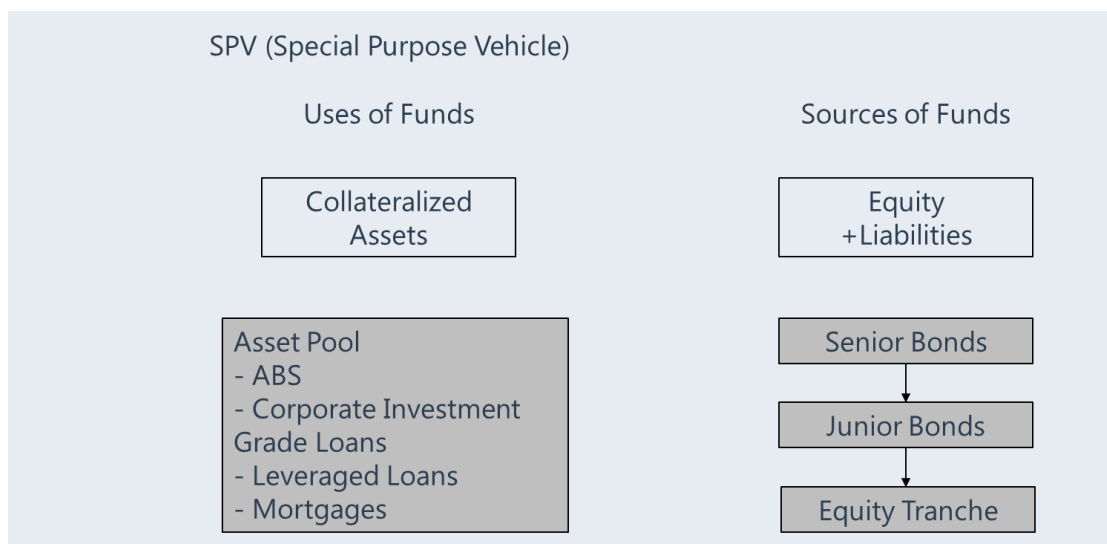 SPV (Special Purpose Vehicle)
Uses of Funds
Sources of Funds
Collateralized
Assets
Equity
+Liabilities
Asset Pool
- ABS
- Corporate Investment
Grade Loans
- Leveraged Loans
- Mortgages
Senior Bonds
Junior Bonds
Equity Tranche